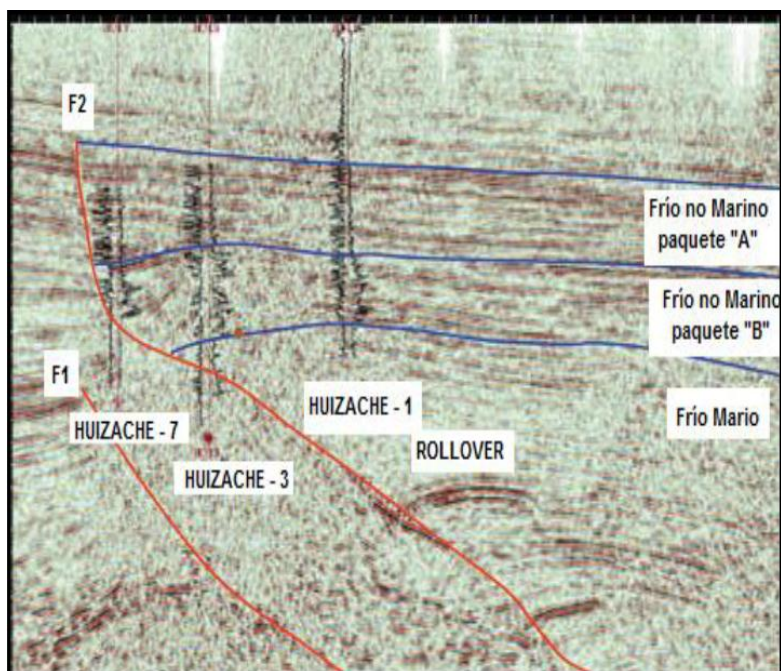 F2
Frío no Marino
paquete "A"
Frío no Marino
paquete "B"
F1
HUIZACHE - 1
Frío Mario
HUIZACHE - 7
ROLLOVER
HUIZACHE - 3